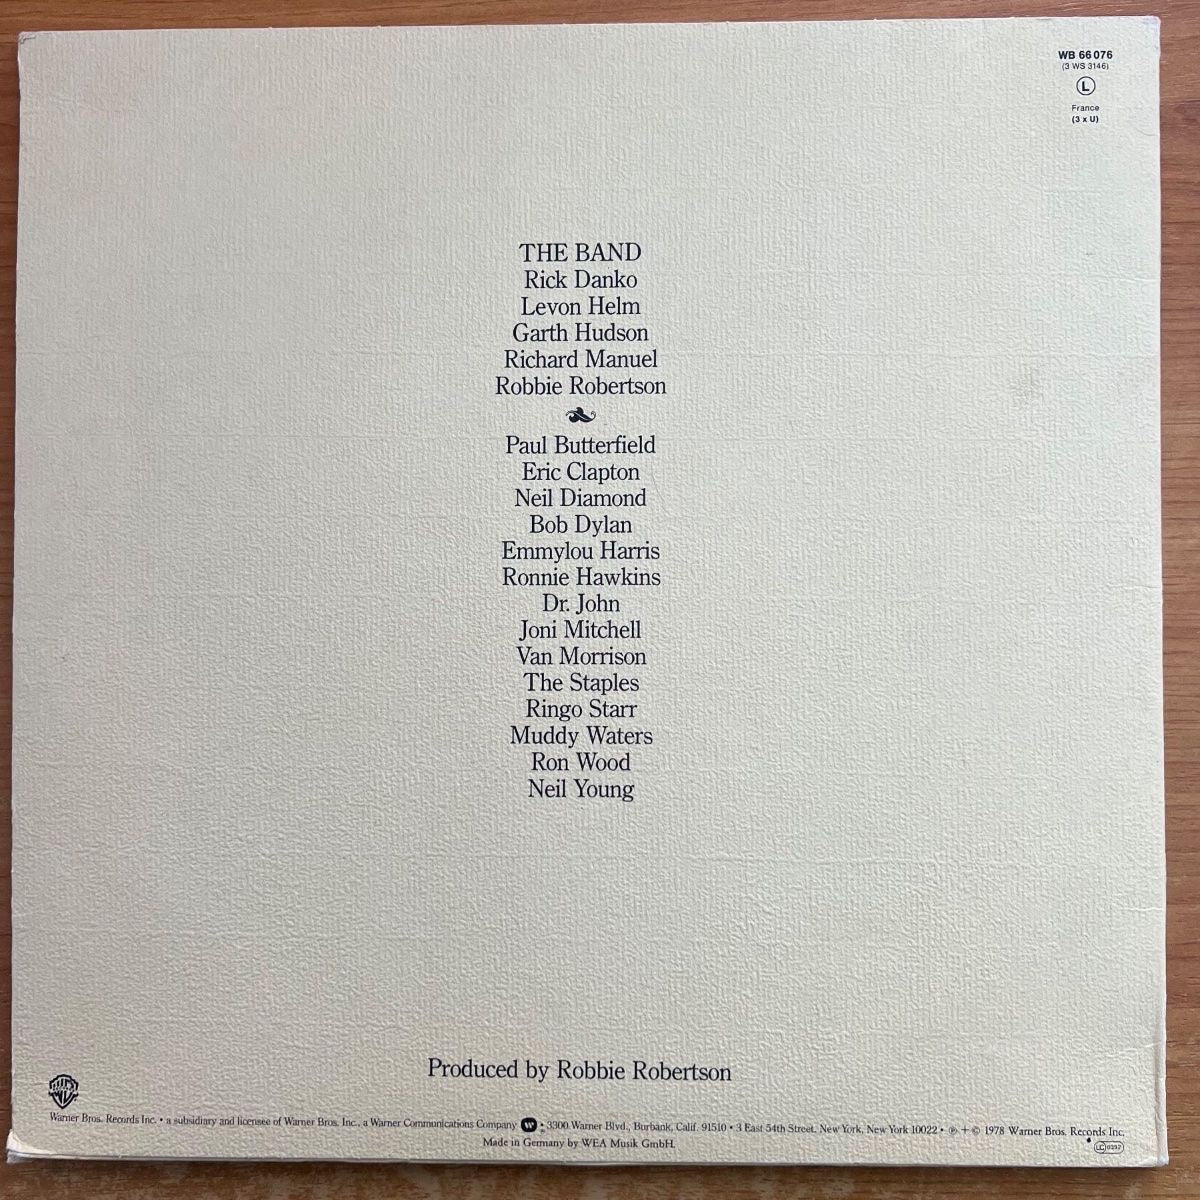 WB 66 076
(3 WS 3146)
L
France
(3 x U)
THE BAND
Rick Danko
Levon Helm
Garth Hudson
Richard Manuel
Robbie Robertson
Paul Butterfield
Eric Clapton
Neil Diamond
Bob Dylan
Emmylou Harris
Ronnie Hawkins
Dr. John
Joni Mitchell
Van Morrison
The Staples
Ringo Starr
Muddy Waters
Ron Wood
Neil Young
Produced by Robbie Robertson
Warner Bros. Records Inc. • a subsidiary and licensee of Warner Bros. Inc., a Warner Communications Company • 3300 Warner Blvd., Burbank, Calif. 91510 • 3 East 54th Street, New York, New York 10022 • ℗ + © 1978 Warner Bros. Records Inc.
Made in Germany by WEA Musik GmbH.